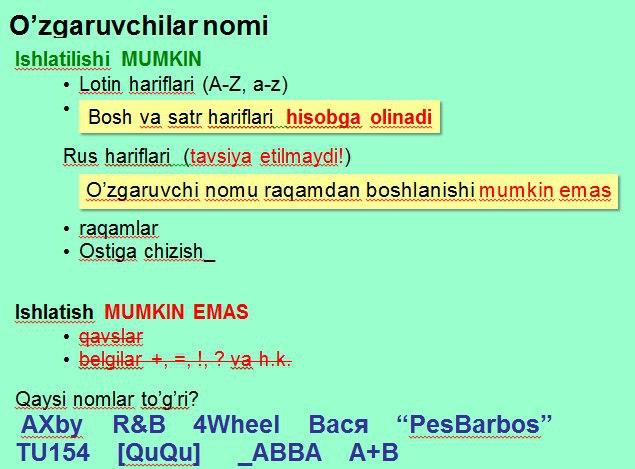 O’zgaruvchilar nomi
Ishlatilishi MUMKIN
• Lotin hariflari (A-Z, a-z)
• Bosh va satr hariflari hisobga olinadi
Rus hariflari (tavsiya etilmaydi!)
O’zgaruvchi nomu raqamdan boshlanishi mumkin emas
• raqamlar
• Ostiga chizish_
Ishlatish MUMKIN EMAS
• qavslar
• belgilar +, =, !, ? va h.k.
Qaysi nomlar to’g’ri?
AXby R&B 4Wheel Вася “PesBarbos”
TU154 [QuQu] _ABBA A+B